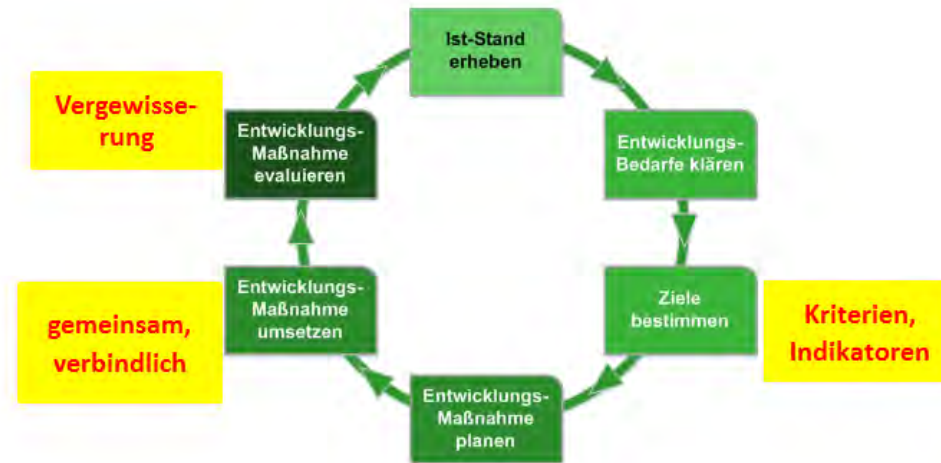 Ist-Stand
erheben
Vergewisse-
rung
Entwicklungs-
Maßnahme
evaluieren
Entwicklungs-
Bedarfe klären
gemeinsam,
verbindlich
Entwicklungs-
Maßnahme
umsetzen
Ziele
bestimmen
Kriterien,
Indikatoren
Entwicklungs-
Maßnahme
planen